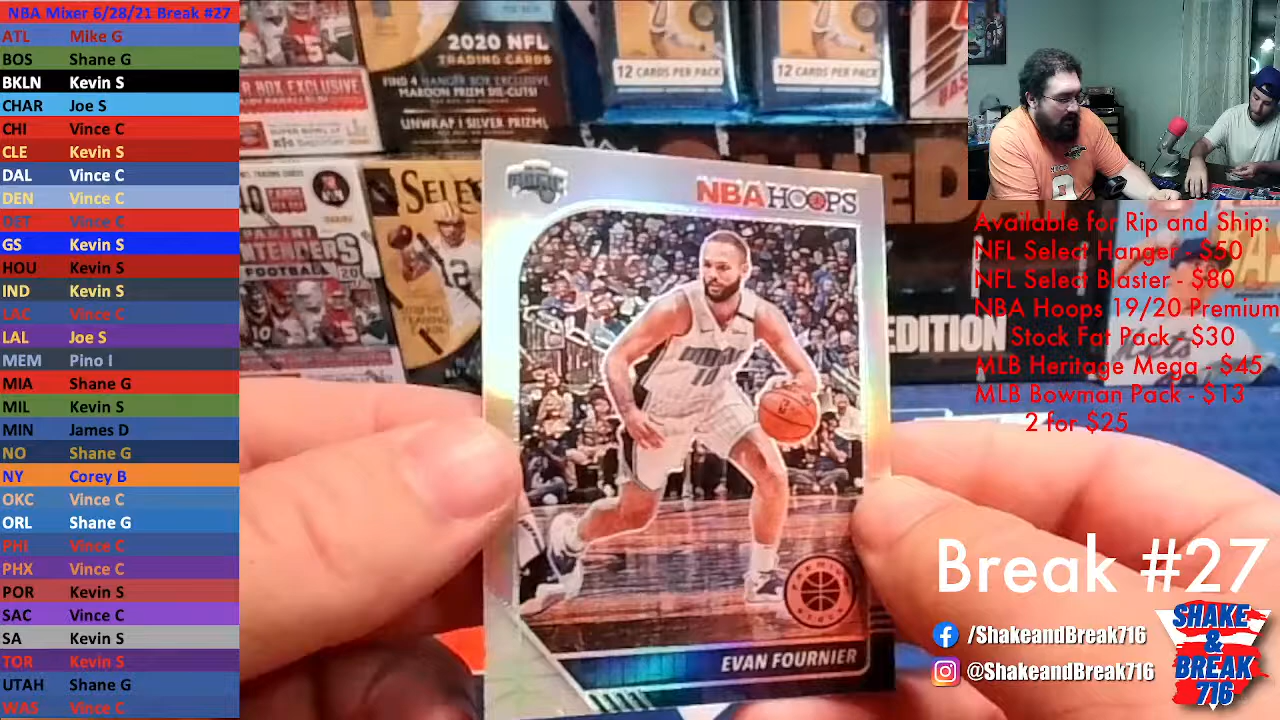 NBA Mixer 6/28/21 Break #27
ATL Mike G
BOS Shane G
BKLN Kevin S
CHAR Joe S
CHI Vince C
CLE Kevin S
DAL Vince C
DEN Vince C
DET Vince C
GS Kevin S
HOU Kevin S
IND Kevin S
LAC Vince C
LAL Joe S
MEM Pino I
MIA Shane G
MIL Kevin S
MIN James D
NO Shane G
NY Corey B
OKC Vince C
ORL Shane G
PHI Vince C
PHX Vince C
POR Kevin S
SAC Vince C
SA Kevin S
TOR Kevin S
UTAH Shane G
WAS Vince C
2020 NFL
TRADING CARDS
FIND 4 HANGER BOX EXCLUSIVE
MAROON PRIZM DIE-CUTS!
UNWRAP 1 SILVER PRIZM!
R BOX EXCLUSIVE
12 CARDS PER PACK
12 CARDS PER PACK
CONTENDERS
FOOTBALL
SELE
EDITION
MAGIC
NBA HOOPS
10
PREMIUM
STOCK
EVAN FOURNIER
Available for Rip and Ship:
NFL Select Hanger - $50
NFL Select Blaster - $80
NBA Hoops 19/20 Premium
Stock Fat Pack - $30
MLB Heritage Mega - $45
MLB Bowman Pack - $13
2 for $25
Break #27
/ShakeandBreak716
@ShakeandBreak716
SHAKE
&
BREAK
716